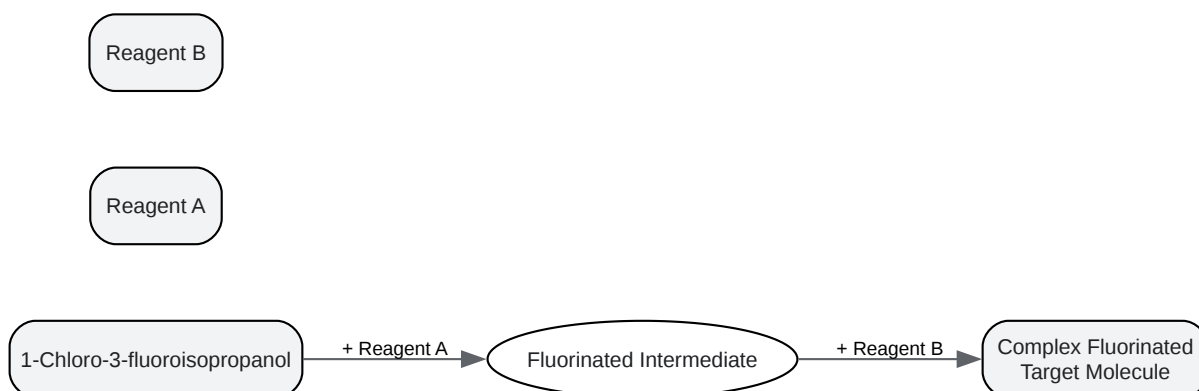 Reagent B
Reagent A
1-Chloro-3-fluoroisopropanol
+ Reagent A
Fluorinated Intermediate
+ Reagent B
Complex Fluorinated
Target Molecule